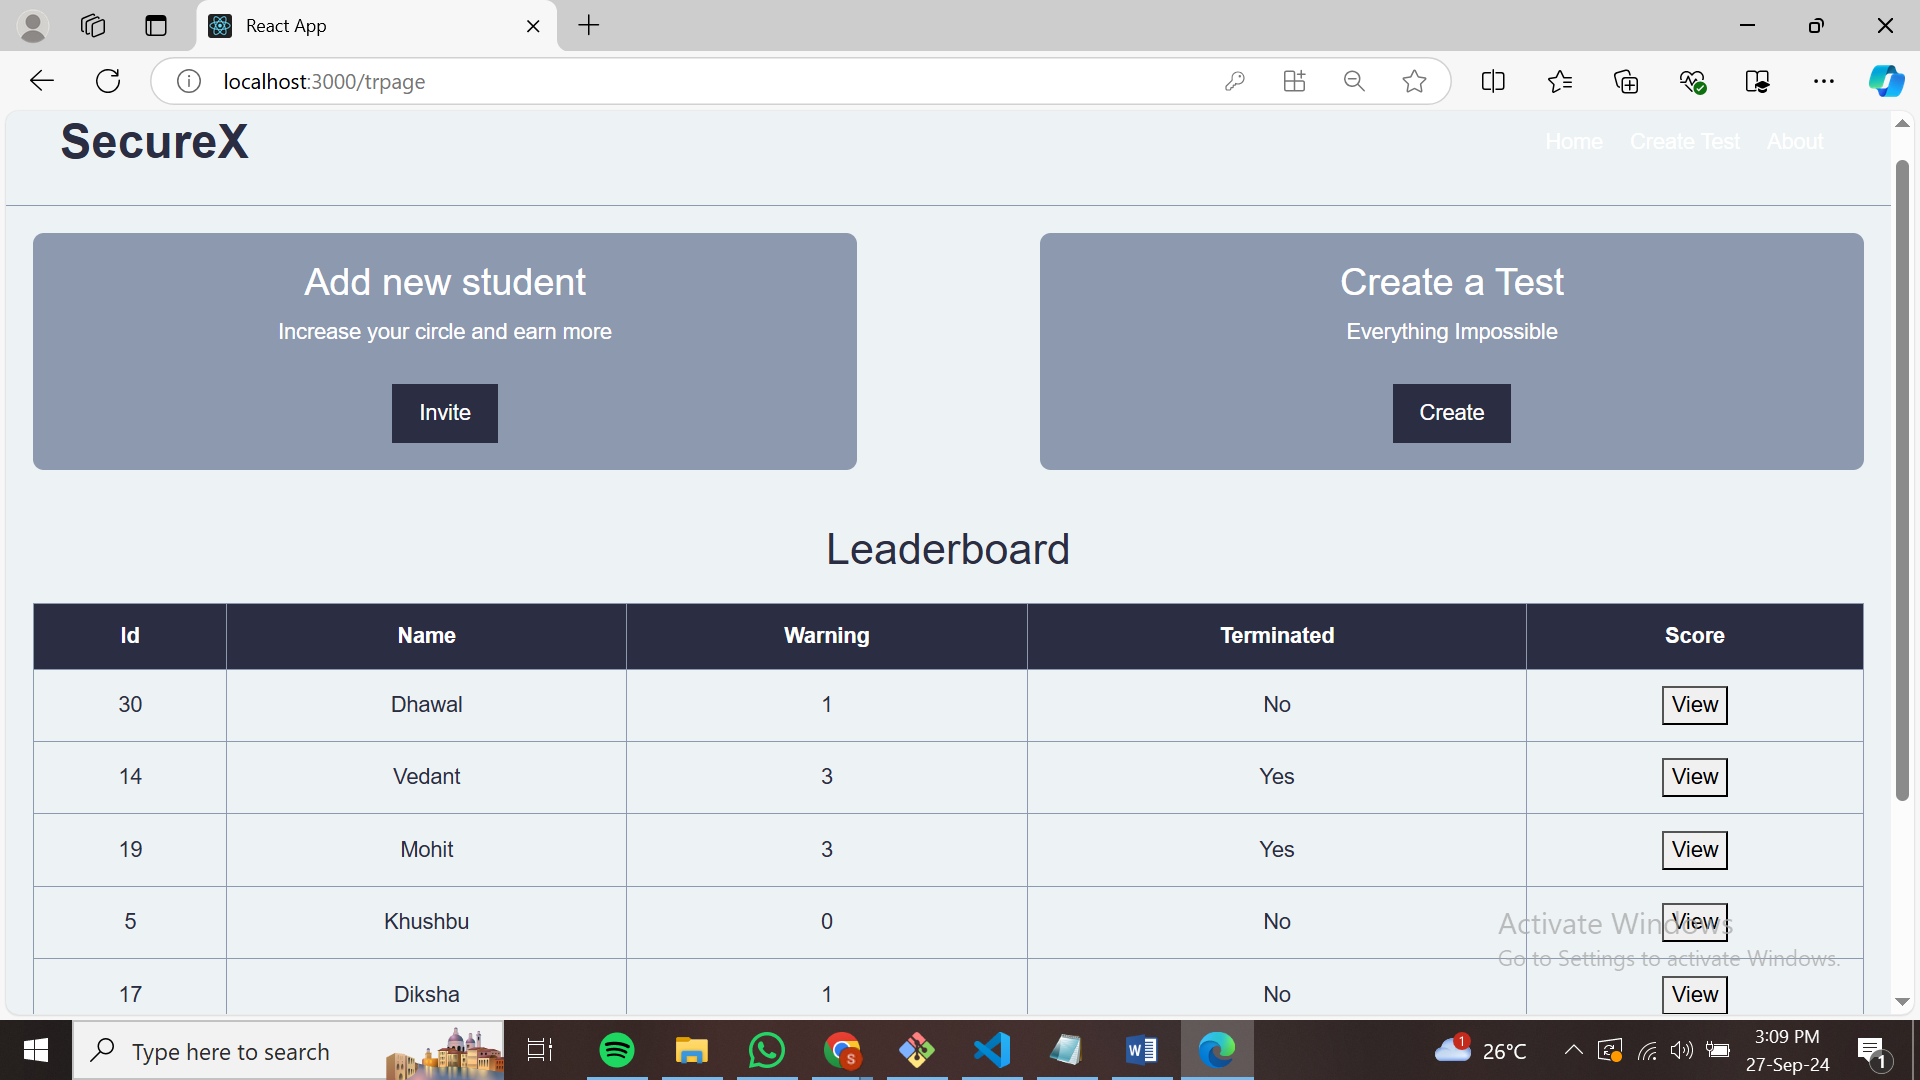 React App
localhost:3000/trpage
SecureX
Home Create Test About
Add new student
Increase your circle and earn more
Invite
Create a Test
Everything Impossible
Create
Leaderboard
Id Name Warning Terminated Score
30 Dhawal 1 No View
14 Vedant 3 Yes View
19 Mohit 3 Yes View
5 Khushbu 0 No View
17 Diksha 1 No View
Activate Windows
Go to Settings to activate Windows.
Type here to search
S
W
1
26°C
3:09 PM
27-Sep-24
1